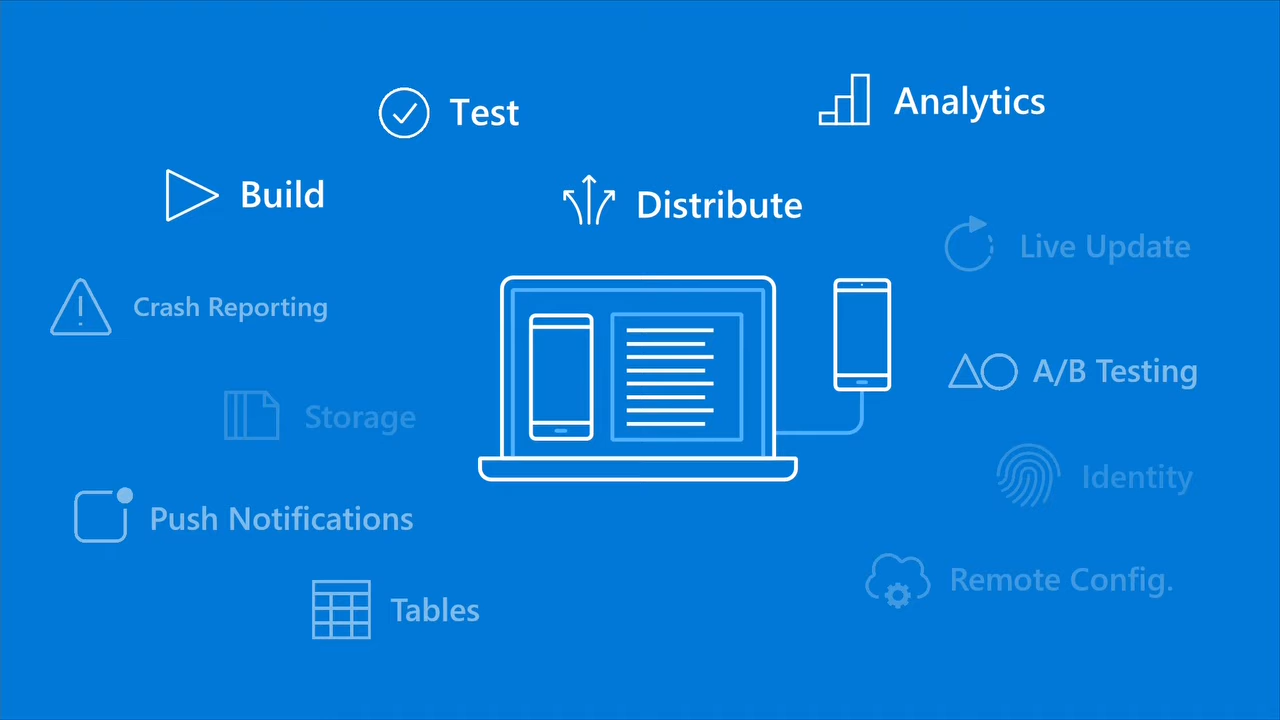 Test
Analytics
Build
Distribute
Live Update
Crash Reporting
A/B Testing
Storage
Identity
Push Notifications
Remote Config.
Tables